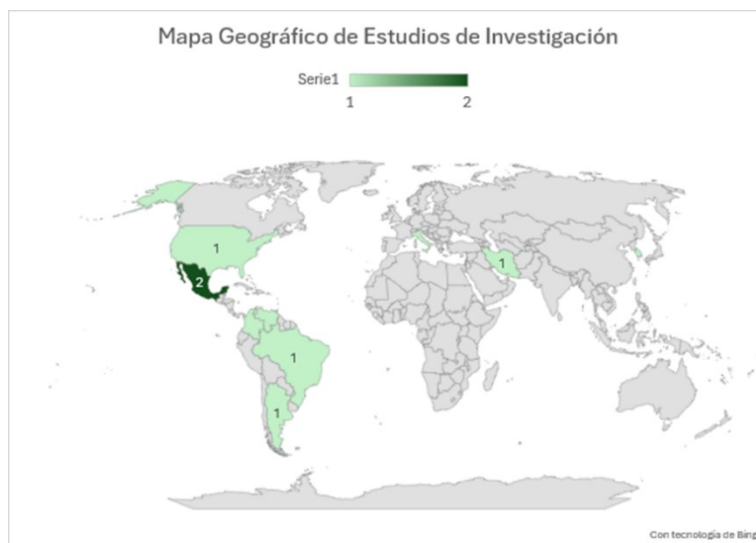 Mapa Geográfico de Estudios de Investigación
Serie1
1 2
1
1
2
1
1
Con tecnología de Bing